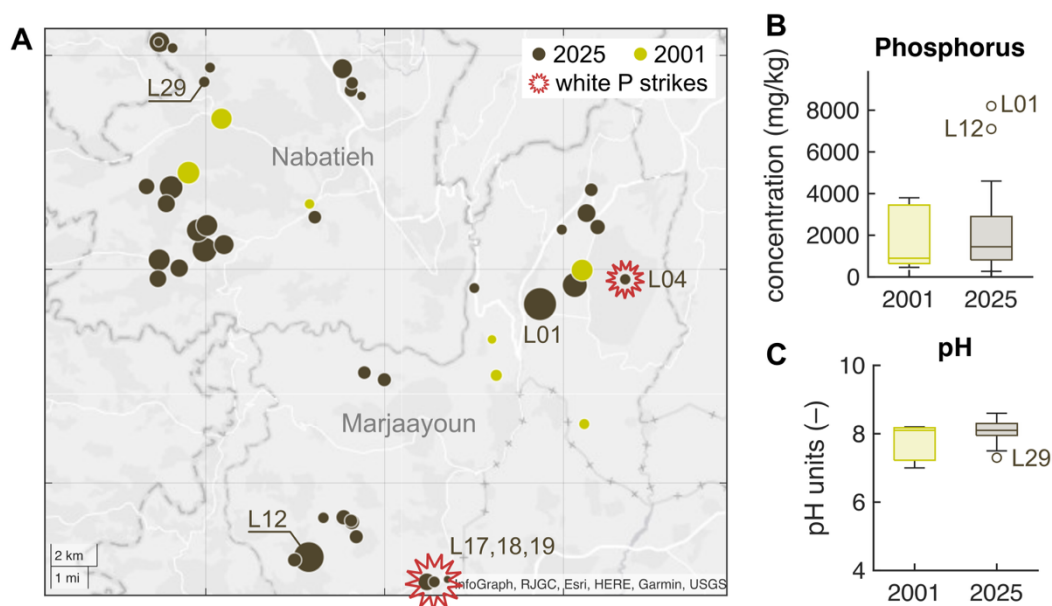 A
2025
2001
white P strikes
L29
Nabatieh
L04
L01
Marjaayoun
L12
L17,18,19
2 km
1 mi
InfoGraph, RJGC, Esri, HERE, Garmin, USGS
B
Phosphorus
concentration (mg/kg)
8000
6000
4000
2000
0
L01
L12
2001
2025
C
pH
pH units (–)
10
8
6
4
L29
2001
2025